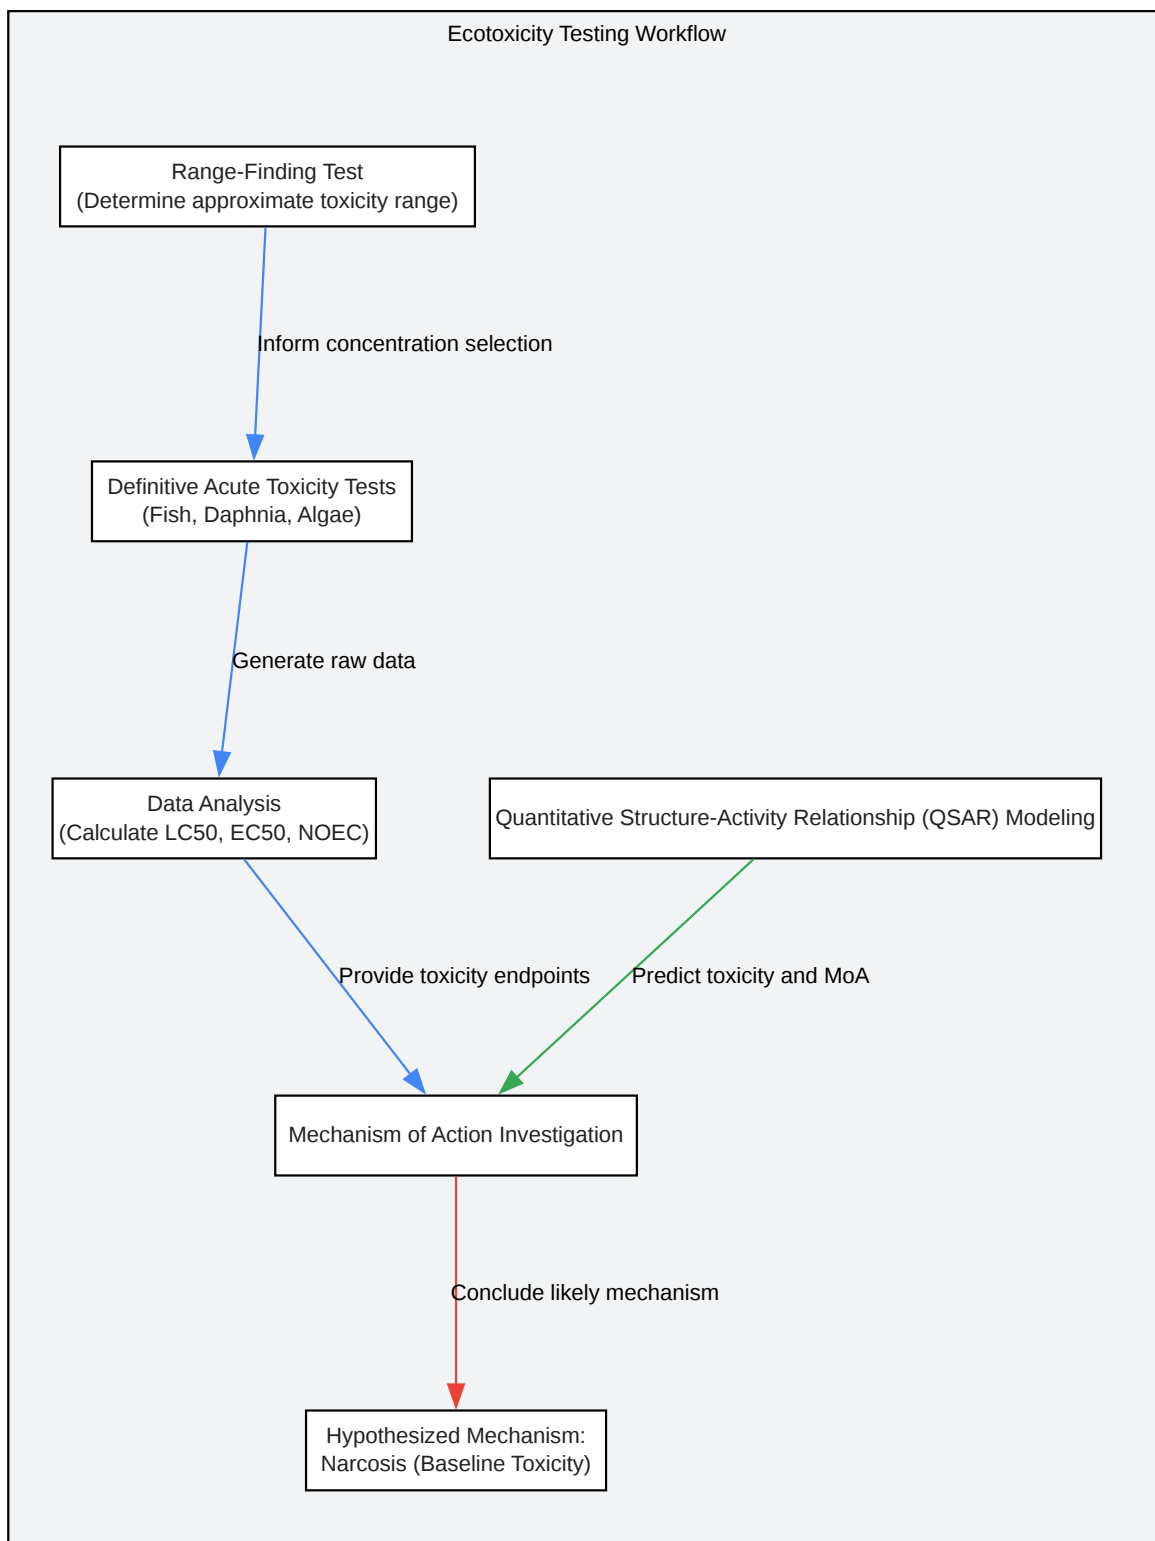 Ecotoxicity Testing Workflow
Range-Finding Test
(Determine approximate toxicity range)
Inform concentration selection
Definitive Acute Toxicity Tests
(Fish, Daphnia, Algae)
Generate raw data
Data Analysis
(Calculate LC50, EC50, NOEC)
Quantitative Structure-Activity Relationship (QSAR) Modeling
Provide toxicity endpoints
Predict toxicity and MoA
Mechanism of Action Investigation
Conclude likely mechanism
Hypothesized Mechanism:
Narcosis (Baseline Toxicity)